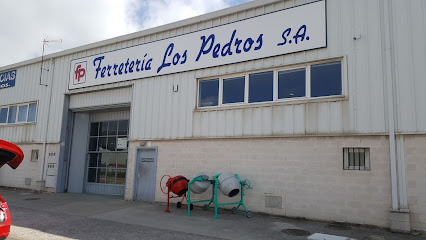 fp Ferretería Los Pedros S.A.